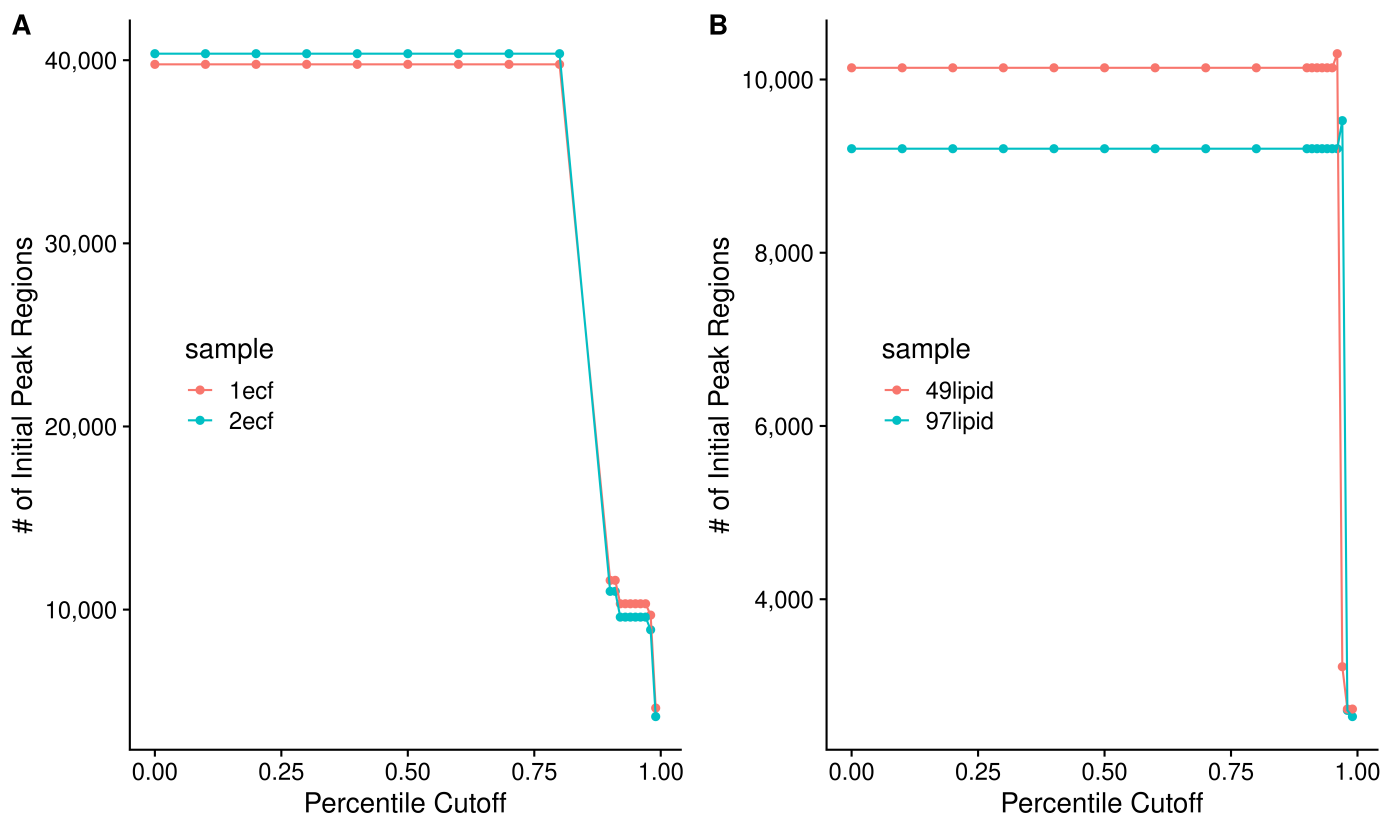 A
# of Initial Peak Regions
40,000
30,000
20,000
10,000
sample
1ecf
2ecf
0.00 0.25 0.50 0.75 1.00
Percentile Cutoff
B
# of Initial Peak Regions
10,000
8,000
6,000
4,000
sample
49lipid
97lipid
0.00 0.25 0.50 0.75 1.00
Percentile Cutoff